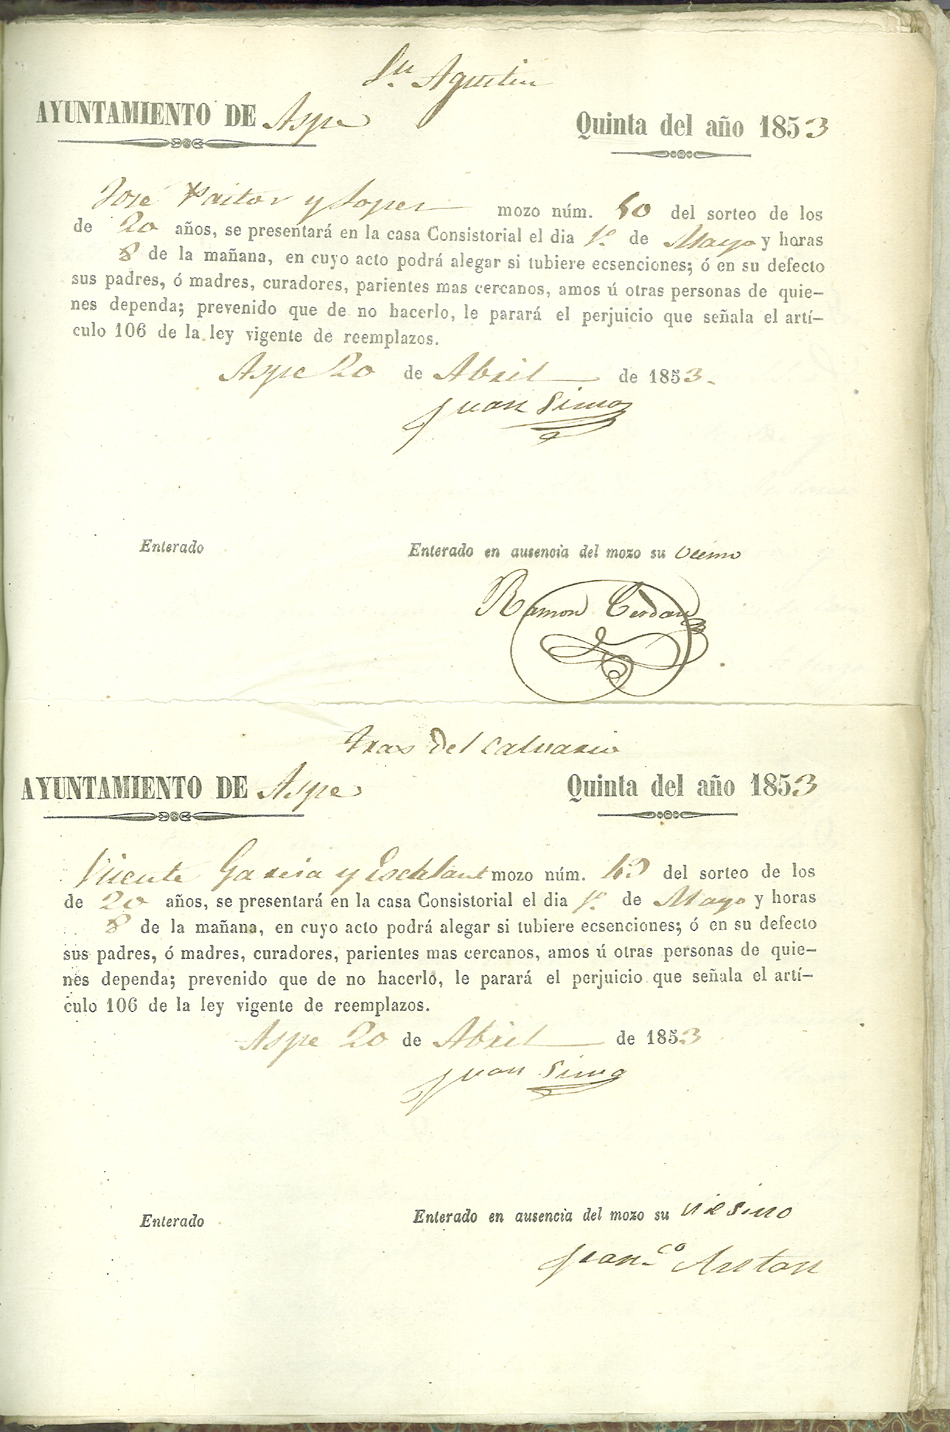 Sn. Agustin
AYUNTAMIENTO DE Aspe Quinta del año 1853
José Pastor y Lopez mozo núm. 50 del sorteo de los
de 20 años, se presentará en la casa Consistorial el dia 1º de Mayo y horas
8 de la mañana, en cuyo acto podrá alegar si tubiere ecsenciones; ó en su defecto
sus padres, ó madres, curadores, parientes mas cercanos, amos ú otras personas de quie-
nes dependa; prevenido que de no hacerlo, le parará el perjuicio que señala el artí-
culo 106 de la ley vigente de reemplazos.
Aspe 20 de Abril de 1853.
Juan Simo
Enterado Enterado en ausencia del mozo su
Ramon Cerdan
tras del calvario
AYUNTAMIENTO DE Aspe Quinta del año 1853
Vicente Garcia y mozo núm. del sorteo de los
de 20 años, se presentará en la casa Consistorial el dia 1º de Mayo y horas
8 de la mañana, en cuyo acto podrá alegar si tubiere ecsenciones; ó en su defecto
sus padres, ó madres, curadores, parientes mas cercanos, amos ú otras personas de quie-
nes dependa; prevenido que de no hacerlo, le parará el perjuicio que señala el artí-
culo 106 de la ley vigente de reemplazos.
Aspe 20 de Abril de 1853
Juan Simo
Enterado Enterado en ausencia del mozo su viesino
Franco Anton